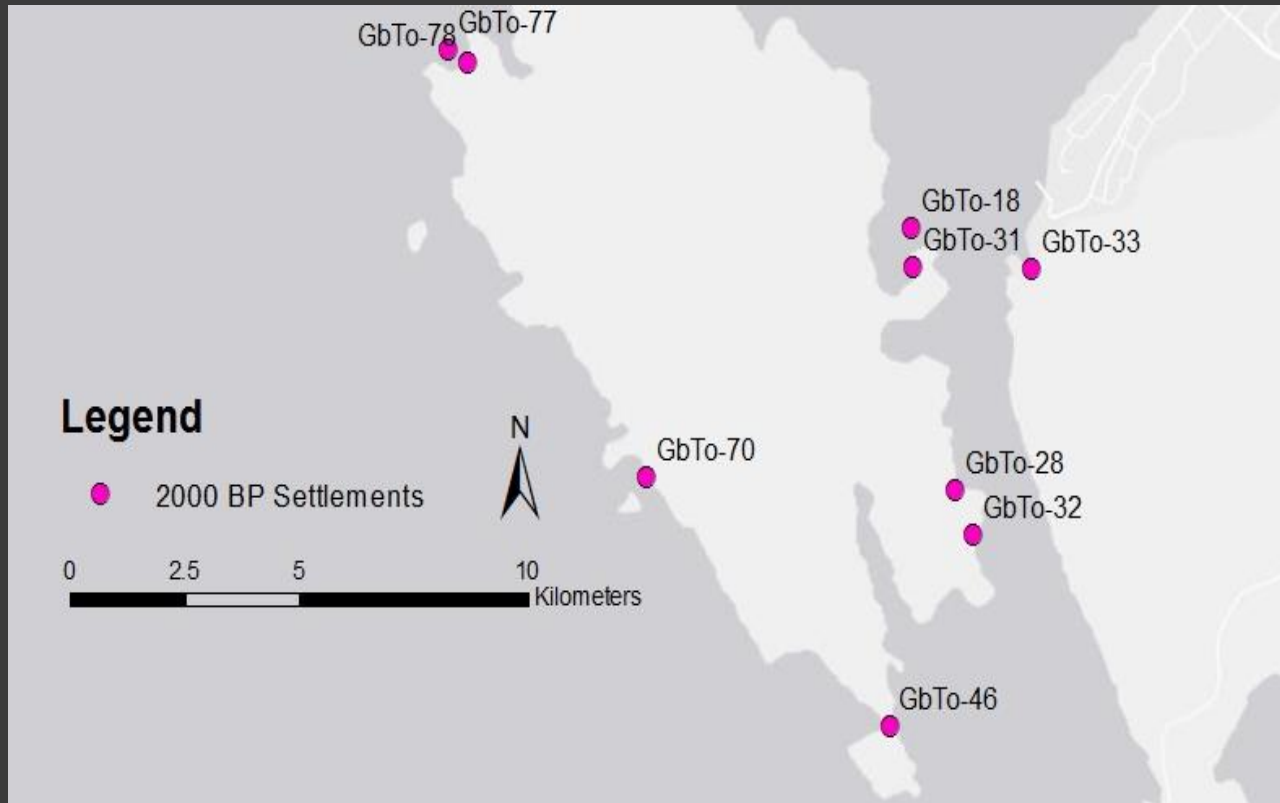 GbTo-77
GbTo-78
GbTo-18
GbTo-31
GbTo-33
Legend
N
GbTo-70
GbTo-28
2000 BP Settlements
GbTo-32
0 2.5 5 10
Kilometers
GbTo-46